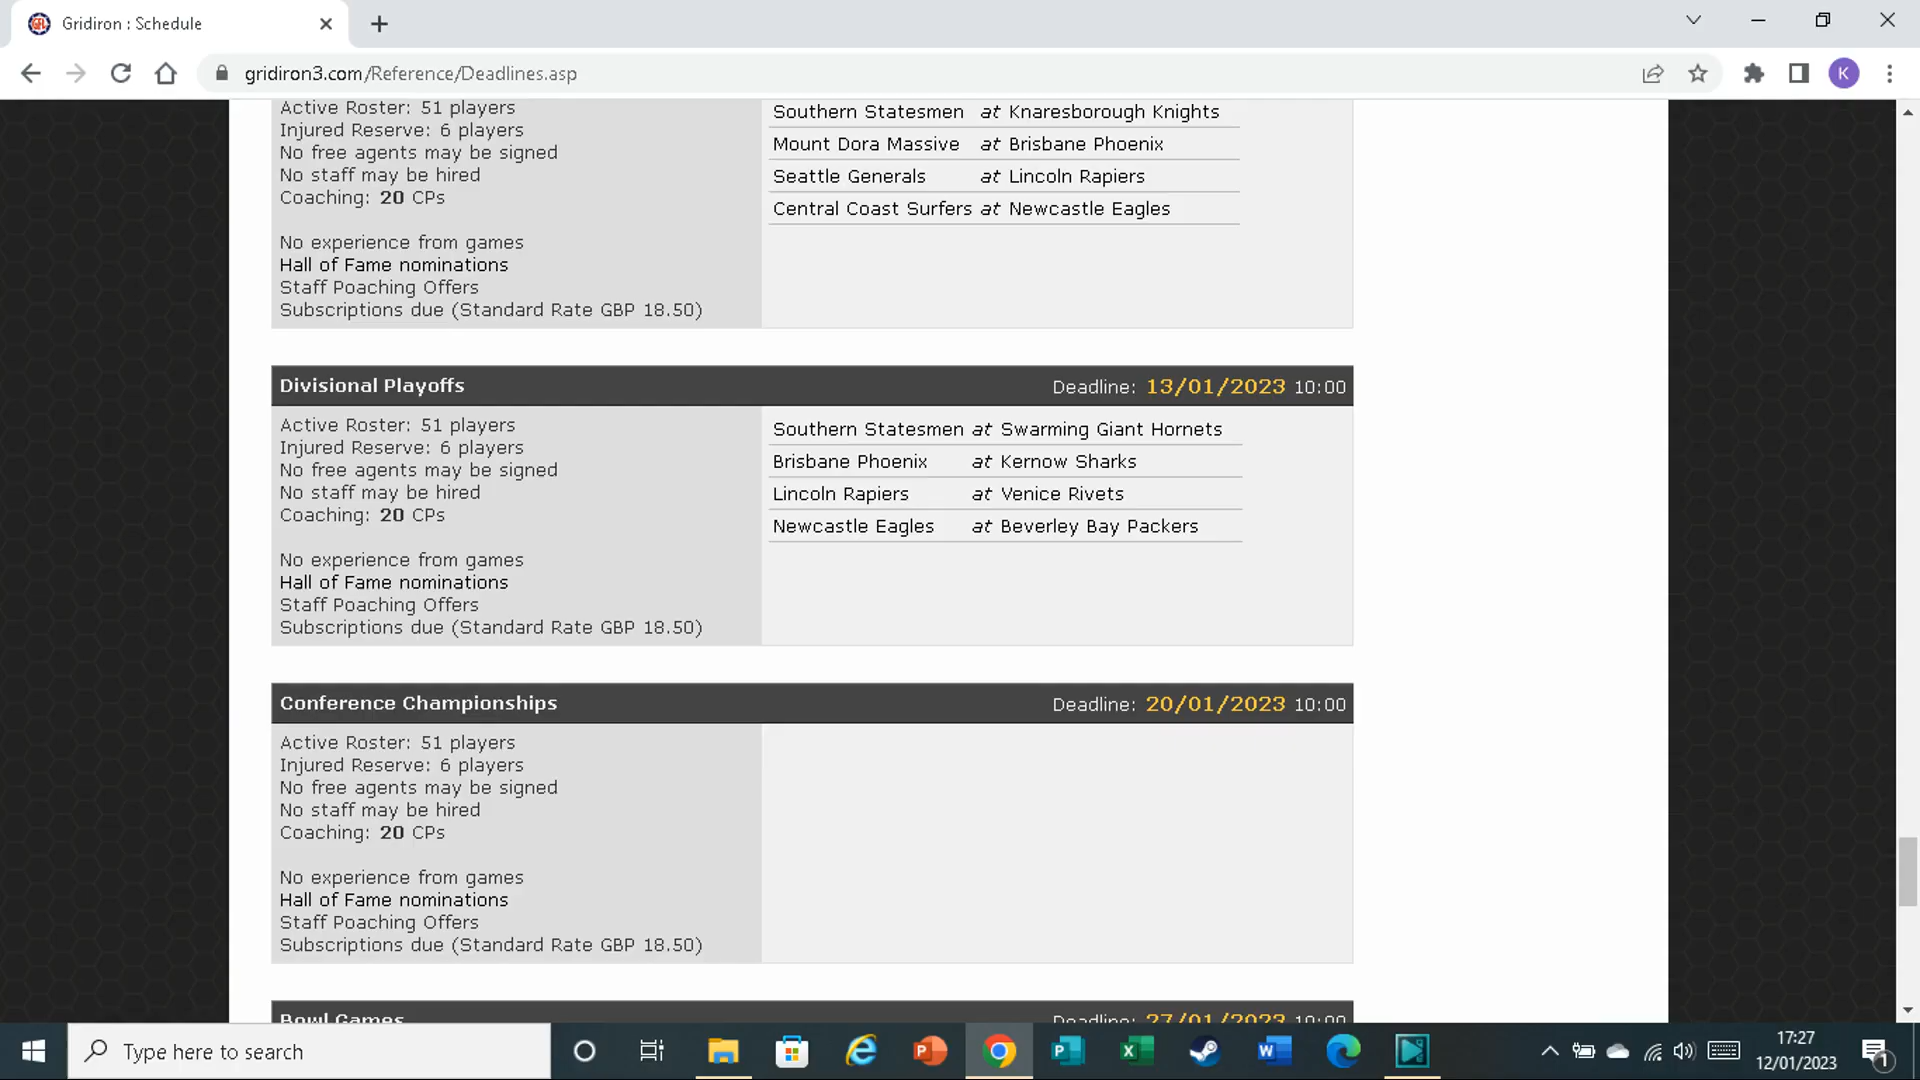 Gridiron : Schedule
gridiron3.com/Reference/Deadlines.asp
K
Active Roster: 51 players
Injured Reserve: 6 players
No free agents may be signed
No staff may be hired
Coaching: 20 CPs
No experience from games
Hall of Fame nominations
Staff Poaching Offers
Subscriptions due (Standard Rate GBP 18.50)
Southern Statesmen at Knaresborough Knights
Mount Dora Massive at Brisbane Phoenix
Seattle Generals at Lincoln Rapiers
Central Coast Surfers at Newcastle Eagles
Divisional Playoffs Deadline: 13/01/2023 10:00
Active Roster: 51 players
Injured Reserve: 6 players
No free agents may be signed
No staff may be hired
Coaching: 20 CPs
No experience from games
Hall of Fame nominations
Staff Poaching Offers
Subscriptions due (Standard Rate GBP 18.50)
Southern Statesmen at Swarming Giant Hornets
Brisbane Phoenix at Kernow Sharks
Lincoln Rapiers at Venice Rivets
Newcastle Eagles at Beverley Bay Packers
Conference Championships Deadline: 20/01/2023 10:00
Active Roster: 51 players
Injured Reserve: 6 players
No free agents may be signed
No staff may be hired
Coaching: 20 CPs
No experience from games
Hall of Fame nominations
Staff Poaching Offers
Subscriptions due (Standard Rate GBP 18.50)
Bowl Games Deadline: 27/01/2023 10:00
Type here to search
17:27
12/01/2023
1